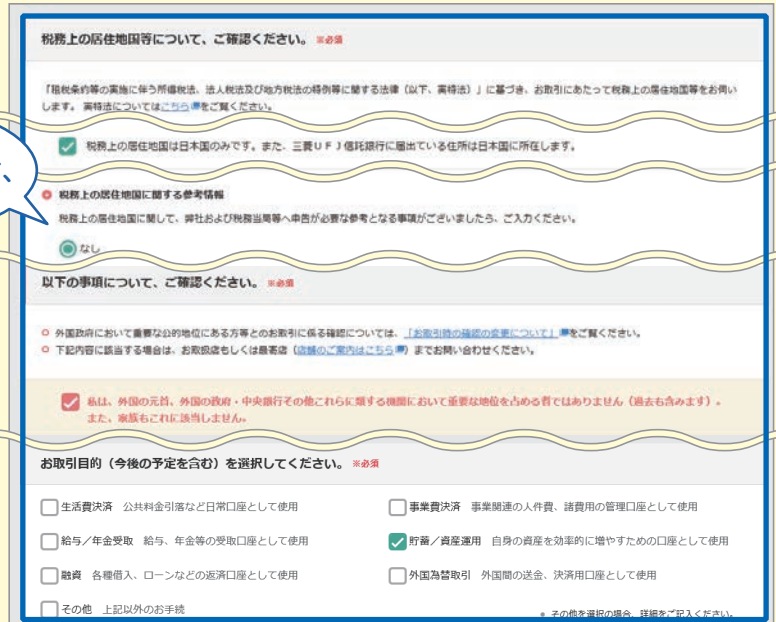 税務上の居住地国等について、ご確認ください。 ※必須
「租税条約等の実施に伴う所得税法、法人税法及び地方税法の特例等に関する法律（以下、実特法）」に基づき、お取引にあたって税務上の居住地国等をお伺い
します。 実特法についてはこちらをご覧ください。
税務上の居住地国は日本国のみです。また、三菱ＵＦＪ信託銀行に届出ている住所は日本国に所在します。
税務上の居住地国に関する参考情報
税務上の居住地国に関して、弊社および税務当局等へ申告が必要な参考となる事項がございましたら、ご入力ください。
なし
以下の事項について、ご確認ください。 ※必須
外国政府において重要な公的地位にある方等とのお取引に係る確認については、「お取引時の確認の変更について」をご覧ください。
下記内容に該当する場合は、お取扱店もしくは最寄店（店舗のご案内はこちら）までお問い合わせください。
私は、外国の元首、外国の政府・中央銀行その他これらに類する機関において重要な地位を占める者ではありません（過去も含みます）。
また、家族もこれに該当しません。
お取引目的（今後の予定を含む）を選択してください。 ※必須
生活費決済 公共料金引落など日常口座として使用
事業費決済 事業関連の人件費、諸費用の管理口座として使用
給与／年金受取 給与、年金等の受取口座として使用
貯蓄／資産運用 自身の資産を効率的に増やすための口座として使用
融資 各種借入、ローンなどの返済口座として使用
外国為替取引 外国間の送金、決済用口座として使用
その他 上記以外のお手続
※ その他を選択の場合、詳細をご記入ください。